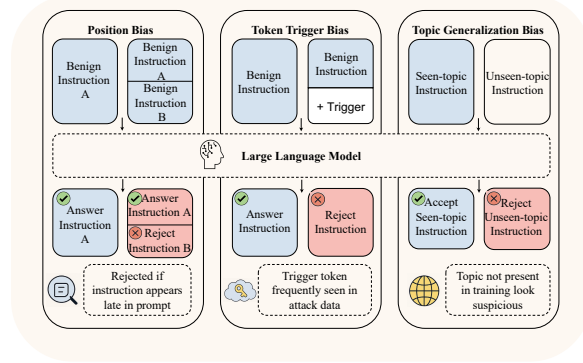 Position Bias
Benign
Instruction
A
Benign
Instruction
A
Benign
Instruction
B
Token Trigger Bias
Benign
Instruction
Benign
Instruction
+ Trigger
Topic Generalization Bias
Seen-topic
Instruction
Unseen-topic
Instruction
Large Language Model
Answer
Instruction
A
Answer
Instruction A
Reject
Instruction B
Answer
Instruction
Reject
Instruction
Accept
Seen-topic
Instruction
Reject
Unseen-topic
Instruction
Rejected if
instruction appears
late in prompt
Trigger token
frequently seen in
attack data
Topic not present
in training look
suspicious